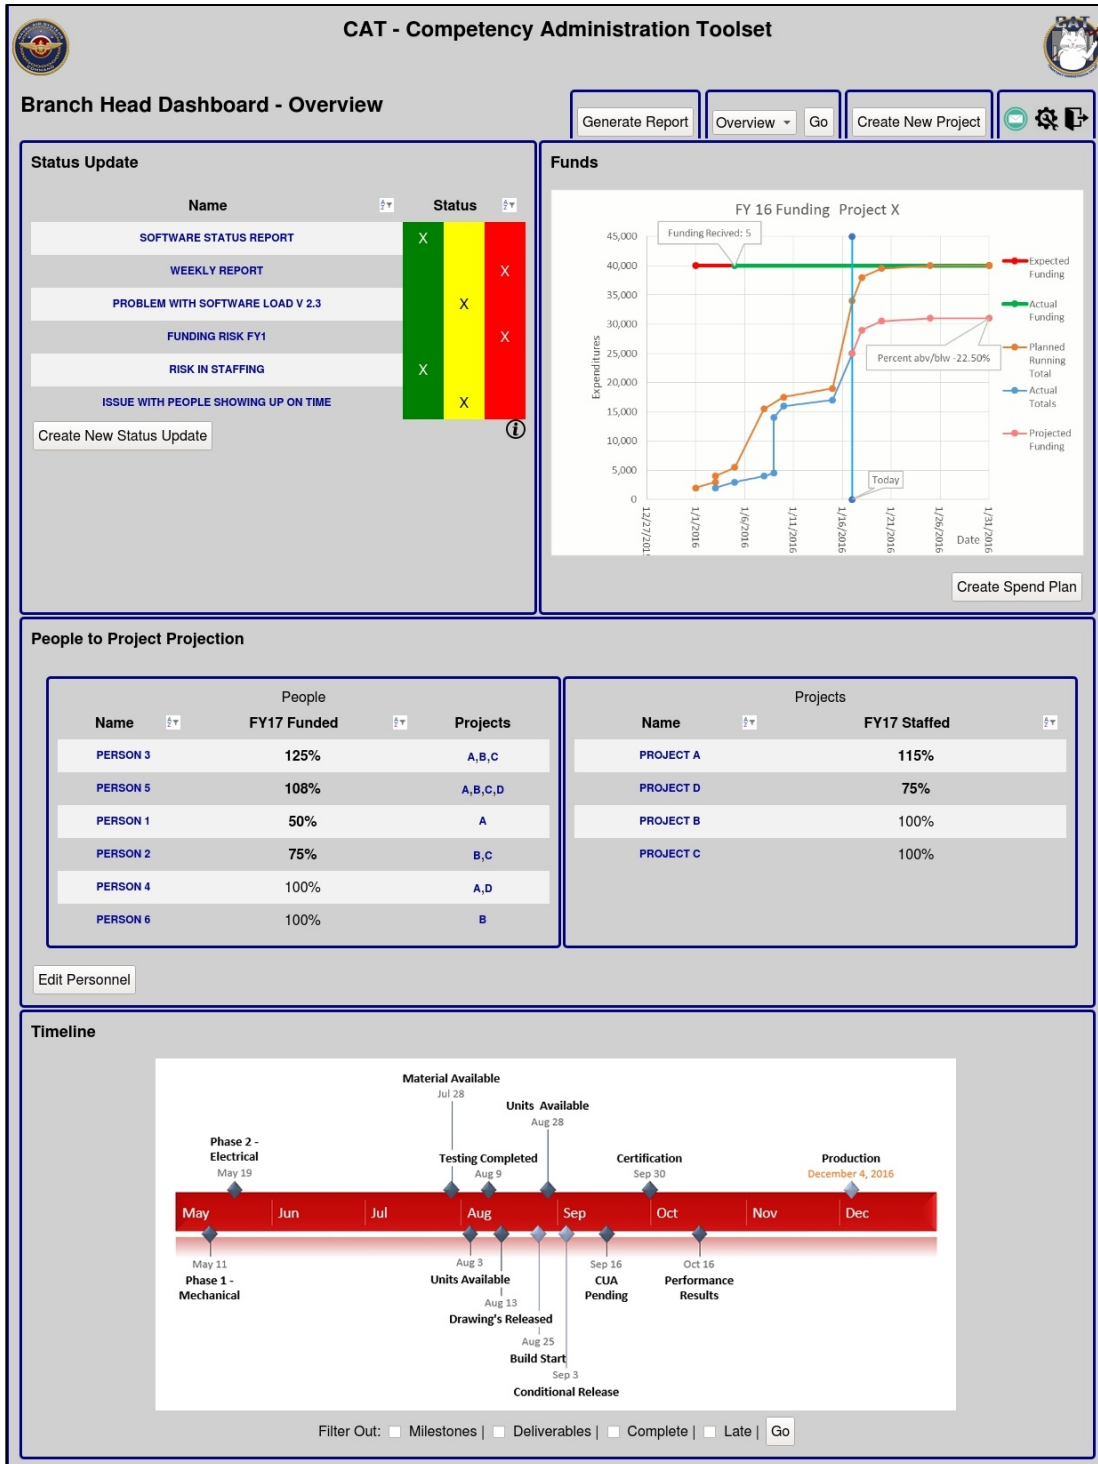 CAT - Competency Administration Toolset
Branch Head Dashboard - Overview
Generate Report
Overview
Go
Create New Project
Status Update
Name Status
SOFTWARE STATUS REPORT X
WEEKLY REPORT X
PROBLEM WITH SOFTWARE LOAD V 2.3 X
FUNDING RISK FY1 X
RISK IN STAFFING X
ISSUE WITH PEOPLE SHOWING UP ON TIME X
Create New Status Update
Funds
FY 16 Funding Project X
Funding Recived: 5
45,000
40,000
35,000
30,000
25,000
20,000
15,000
10,000
5,000
0
Expenditures
Expected
Funding
Actual
Funding
Planned
Running
Total
Actual
Totals
Projected
Funding
Percent abv/blw -22.50%
Today
1/1/2016
1/6/2016
1/11/2016
1/16/2016
1/21/2016
1/26/2016
1/31/2016
Date
Create Spend Plan
People to Project Projection
People
Name FY17 Funded Projects
PERSON 3 125% A,B,C
PERSON 5 108% A,B,C,D
PERSON 1 50% A
PERSON 2 75% B,C
PERSON 4 100% A,D
PERSON 6 100% B
Projects
Name FY17 Staffed
PROJECT A 115%
PROJECT D 75%
PROJECT B 100%
PROJECT C 100%
Edit Personnel
Timeline
Material Available
Jul 28
Units Available
Aug 28
Phase 2 -
Electrical
May 19
Testing Completed
Aug 9
Certification
Sep 30
Production
December 4, 2016
May Jun Jul Aug Sep Oct Nov Dec
May 11
Phase 1 -
Mechanical
Aug 3
Units Available
Aug 13
Drawing's Released
Aug 25
Build Start
Sep 3
Conditional Release
Sep 16
CUA
Pending
Oct 16
Performance
Results
Filter Out: Milestones | Deliverables | Complete | Late | Go